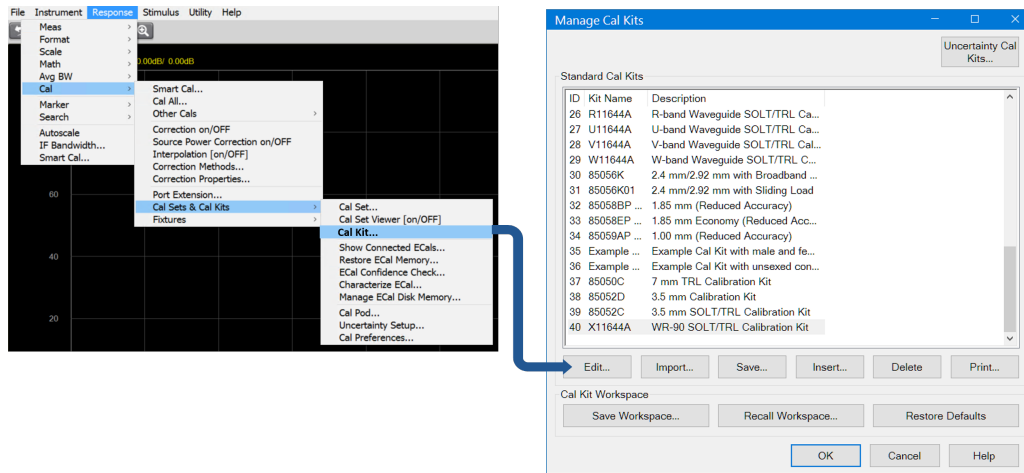 File Instrument Response Stimulus Utility Help
Meas >
Format >
Scale >
Math >
Avg BW >
Cal >
Marker >
Search >
Autoscale
IF Bandwidth...
Smart Cal...
0.00dB/ 0.00dB
60
40
20
Smart Cal...
Cal All...
Other Cals >
Correction on/OFF
Source Power Correction on/OFF
Interpolation [on/OFF]
Correction Methods...
Correction Properties...
Port Extension...
Cal Sets & Cal Kits >
Fixtures >
Cal Set...
Cal Set Viewer [on/OFF]
Cal Kit...
Show Connected ECals...
Restore ECal Memory...
ECal Confidence Check...
Characterize ECal...
Manage ECal Disk Memory...
Cal Pod...
Uncertainty Setup...
Cal Preferences...
Manage Cal Kits
Uncertainty Cal
Kits...
Standard Cal Kits
ID Kit Name Description
26 R11644A R-band Waveguide SOLT/TRL Ca...
27 U11644A U-band Waveguide SOLT/TRL Ca...
28 V11644A V-band Waveguide SOLT/TRL Cal...
29 W11644A W-band Waveguide SOLT/TRL C...
30 85056K 2.4 mm/2.92 mm with Broadband ...
31 85056K01 2.4 mm/2.92 mm with Sliding Load
32 85058BP ... 1.85 mm (Reduced Accuracy)
33 85058EP ... 1.85 mm Economy (Reduced Acc...
34 85059AP ... 1.00 mm (Reduced Accuracy)
35 Example ... Example Cal Kit with male and fe...
36 Example ... Example Cal Kit with unsexed con...
37 85050C 7 mm TRL Calibration Kit
38 85052D 3.5 mm Calibration Kit
39 85052C 3.5 mm SOLT/TRL Calibration Kit
40 X11644A WR-90 SOLT/TRL Calibration Kit
Edit... Import... Save... Insert... Delete Print...
Cal Kit Workspace
Save Workspace... Recall Workspace... Restore Defaults
OK Cancel Help